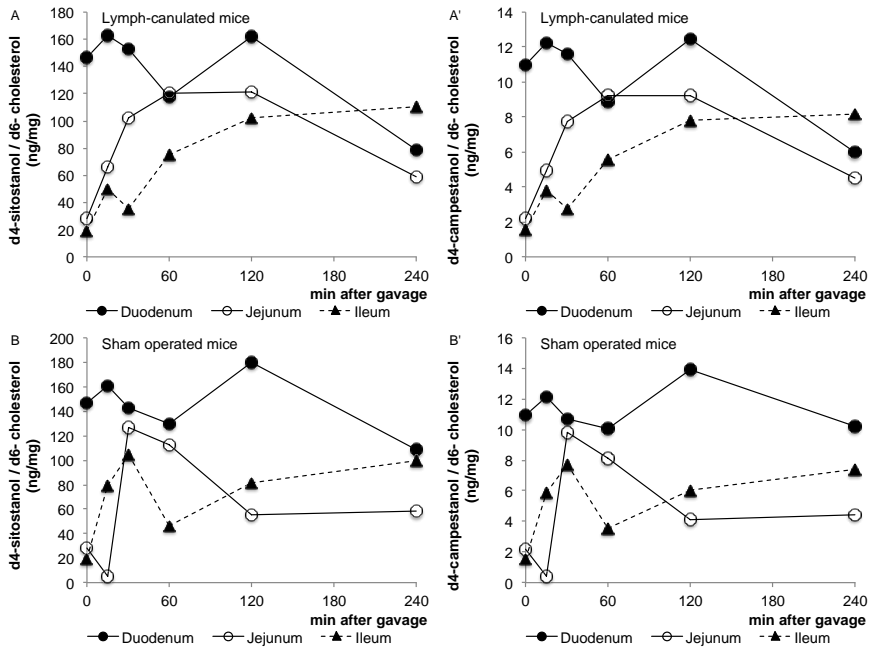 A
Lymph-canulated mice
d4-sitostanol / d6- cholesterol
(ng/mg)
180
160
140
120
100
80
60
40
20
0
0 60 120 240
min after gavage
Duodenum Jejunum Ileum
A'
Lymph-canulated mice
d4-campestanol / d6- cholesterol
(ng/mg)
14
12
10
8
6
4
2
0
0 60 120 240
min after gavage
Duodenum Jejunum Ileum
B
Sham operated mice
d4-sitostanol / d6- cholesterol
(ng/mg)
200
180
160
140
120
100
80
60
40
20
0
0 60 120 240
min after gavage
Duodenum Jejunum Ileum
B'
Sham operated mice
d4-campestanol / d6- cholesterol
(ng/mg)
16
14
12
10
8
6
4
2
0
0 60 120 240
min after gavage
Duodenum Jejunum Ileum